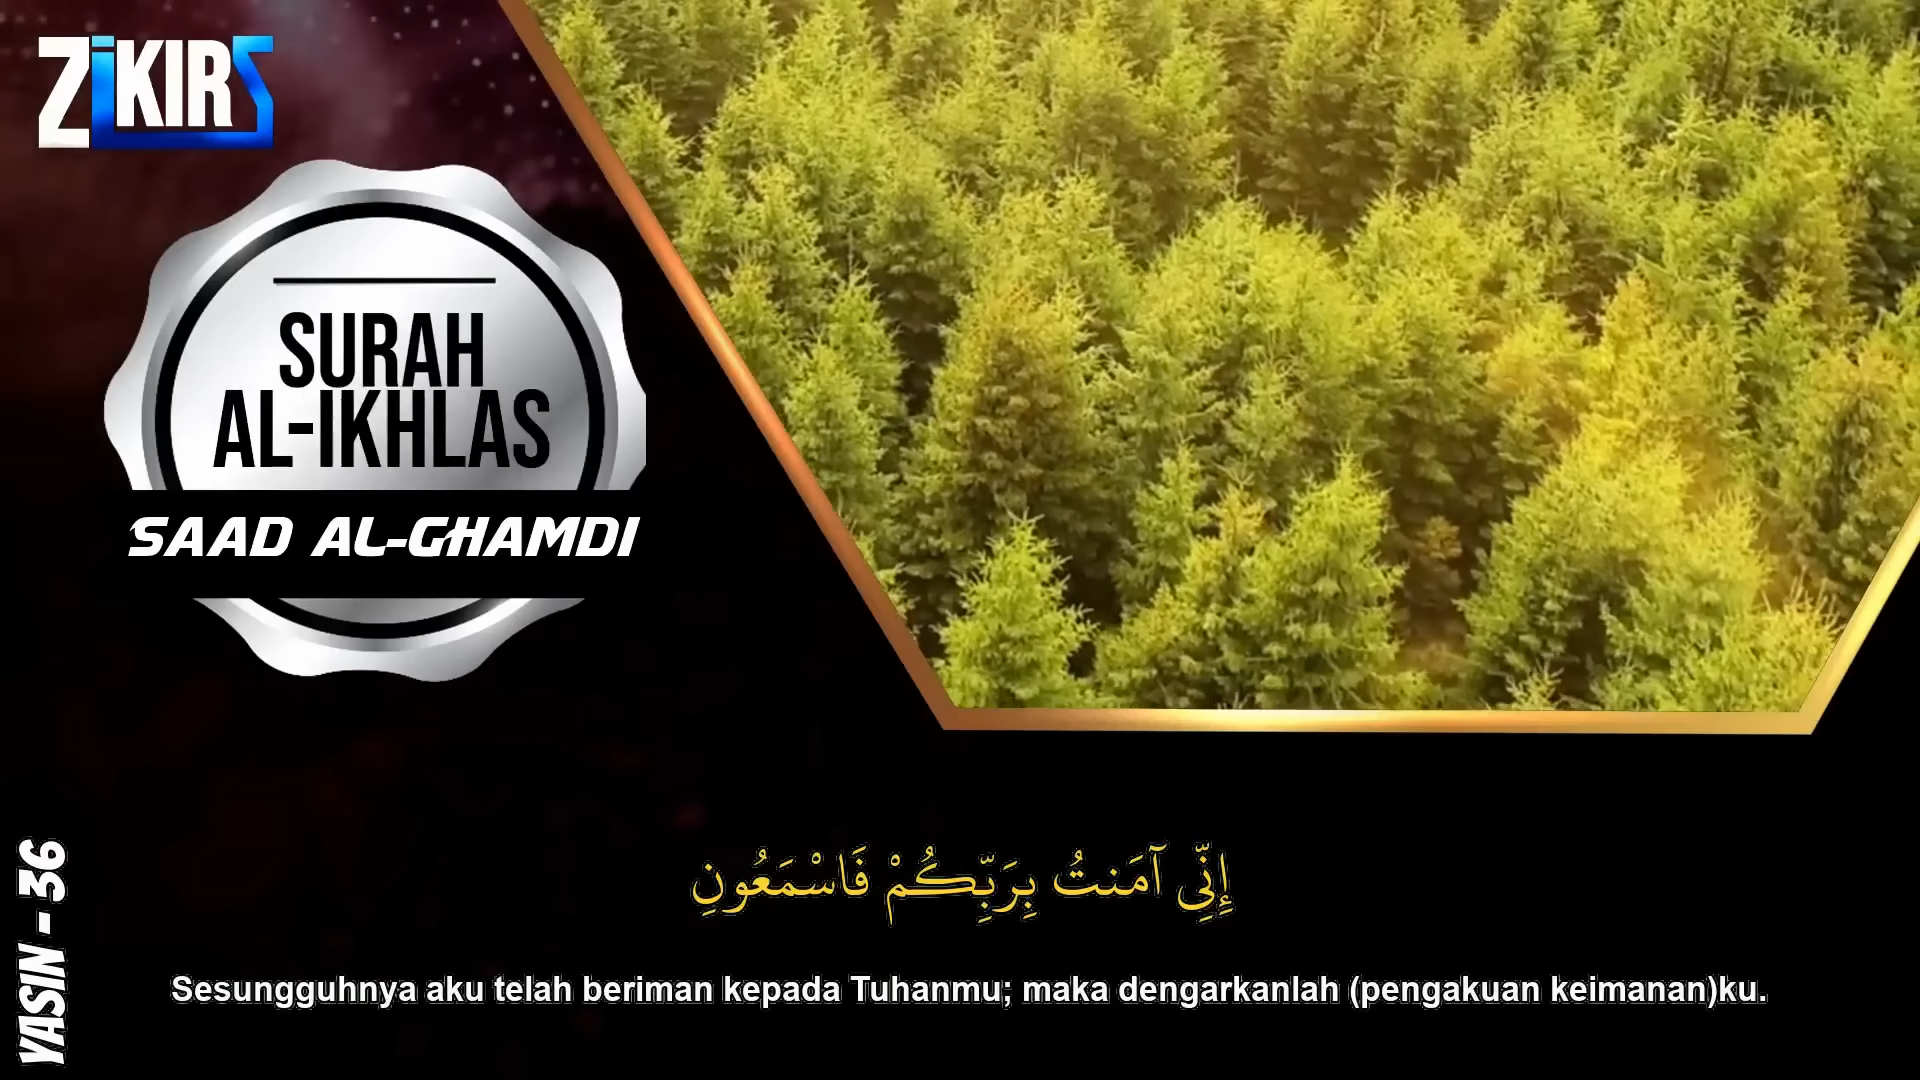 ZiKIRS
SURAH
AL-IKHLAS
SAAD AL-GHAMDI
إِنِّي آمَنتُ بِرَبِّكُمْ فَاسْمَعُونِ
Sesungguhnya aku telah beriman kepada Tuhanmu; maka dengarkanlah (pengakuan keimanan)ku.
YASIN - 36